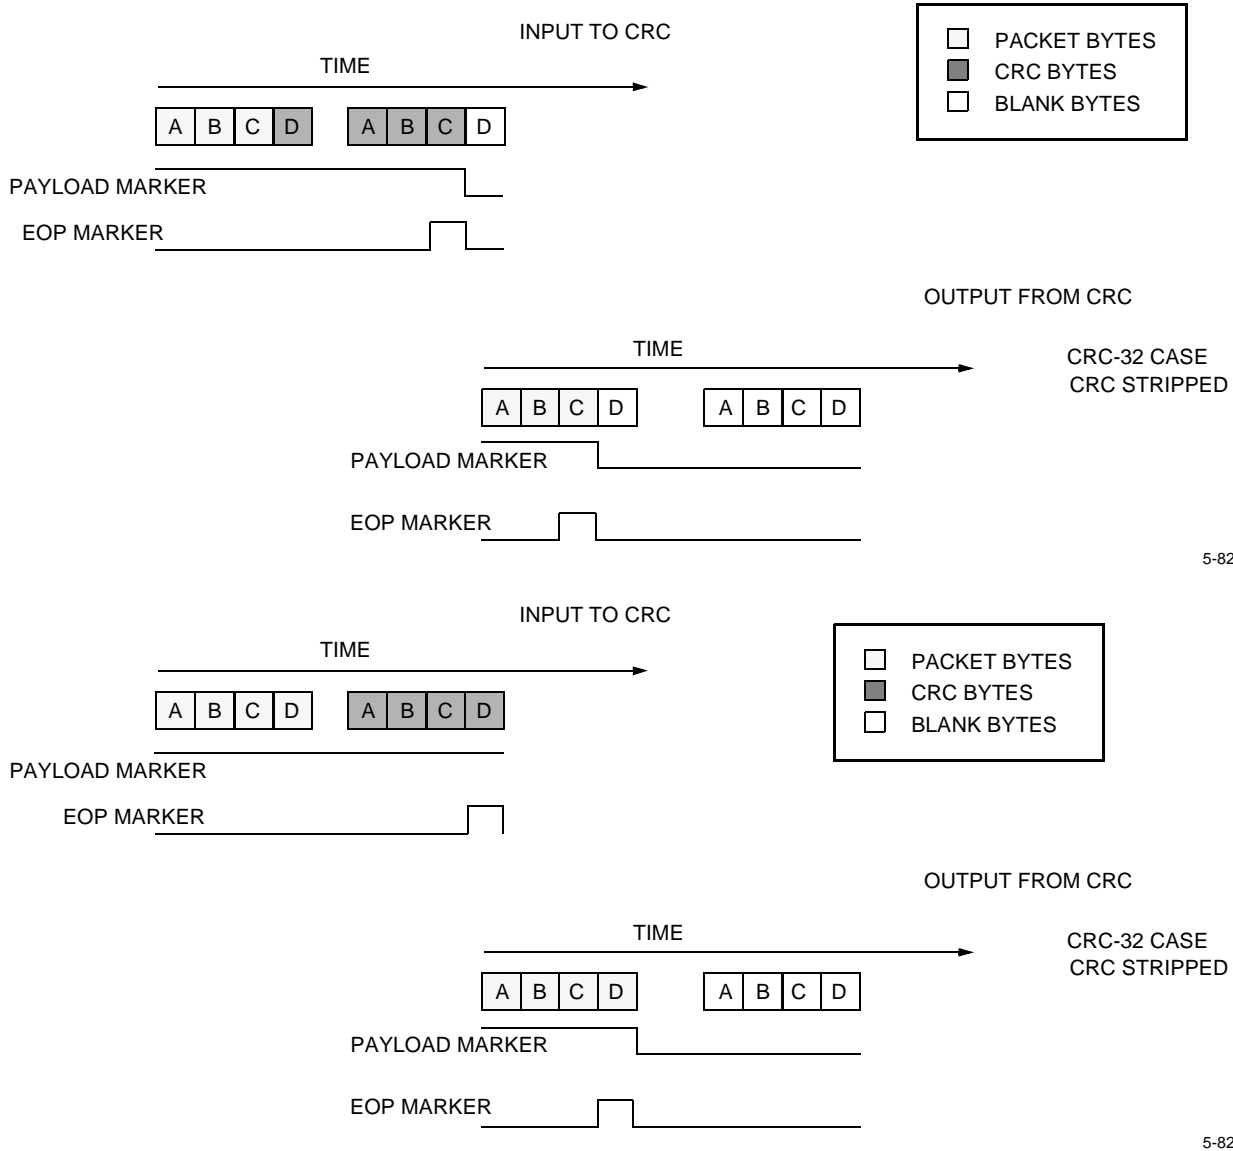 INPUT TO CRC
PACKET BYTES
TIME
CRC BYTES
BLANK BYTES
A B C D A B C D
PAYLOAD MARKER
EOP MARKER
OUTPUT FROM CRC
TIME
CRC-32 CASE
CRC STRIPPED
A B C D A B C D
PAYLOAD MARKER
EOP MARKER
5-82
INPUT TO CRC
TIME
PACKET BYTES
CRC BYTES
BLANK BYTES
A B C D A B C D
PAYLOAD MARKER
EOP MARKER
OUTPUT FROM CRC
TIME
CRC-32 CASE
CRC STRIPPED
A B C D A B C D
PAYLOAD MARKER
EOP MARKER
5-82